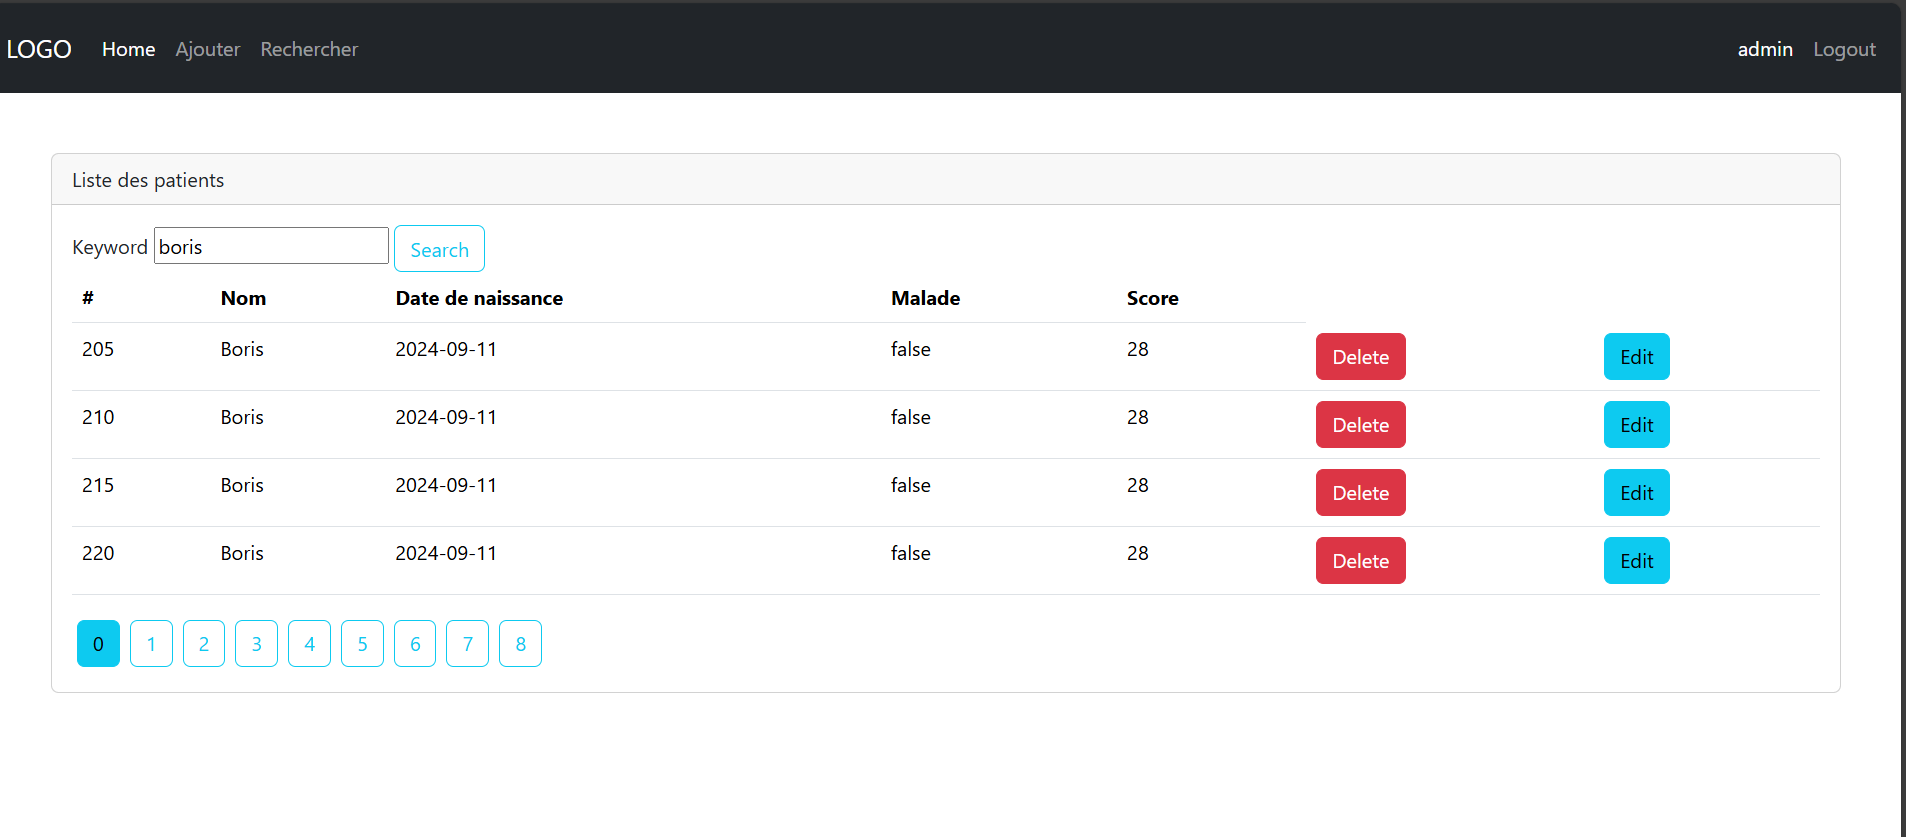 LOGO Home Ajouter Rechercher admin Logout
Liste des patients
Keyword boris Search
# Nom Date de naissance Malade Score
205 Boris 2024-09-11 false 28 Delete Edit
210 Boris 2024-09-11 false 28 Delete Edit
215 Boris 2024-09-11 false 28 Delete Edit
220 Boris 2024-09-11 false 28 Delete Edit
0 1 2 3 4 5 6 7 8